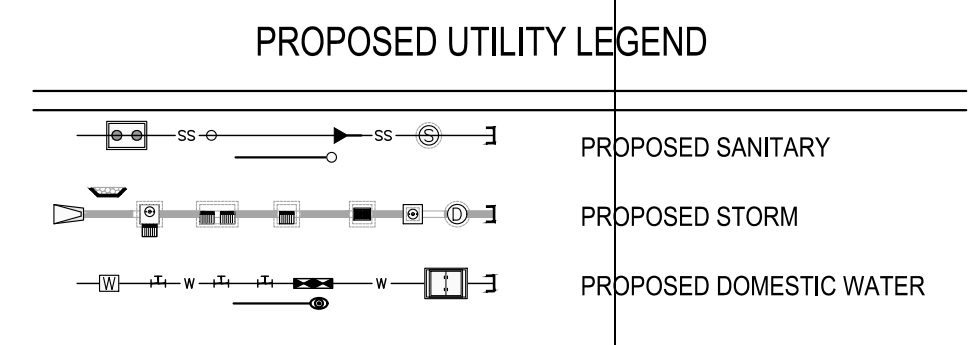 PROPOSED UTILITY LEGEND
SS SS S PROPOSED SANITARY
D PROPOSED STORM
W W W PROPOSED DOMESTIC WATER